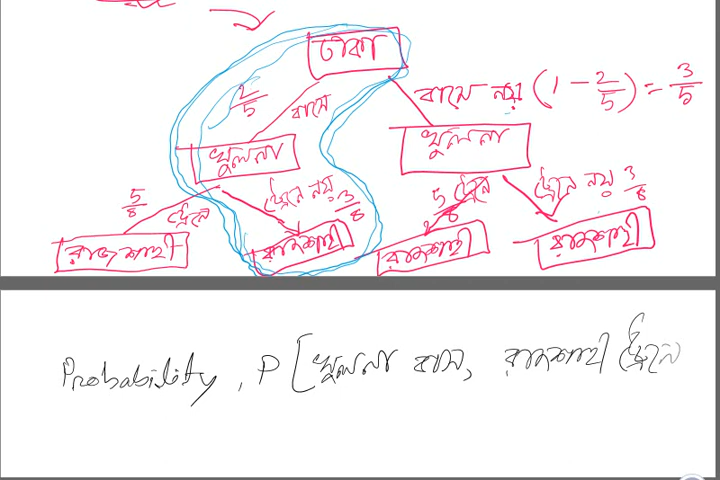 ঢাকা
2/5 বাসে বাসে নয় (1 - 2/5) = 3/5
খুলনা খুলনা
5/8 ট্রেনে ট্রেনে নয় 3/8 5/8 ট্রেনে ট্রেনে নয় 3/8
রাজশাহী রাজশাহী রাজশাহী রাজশাহী
Probability, P [খুলনা বাস, রাজশাহী ট্রেনে